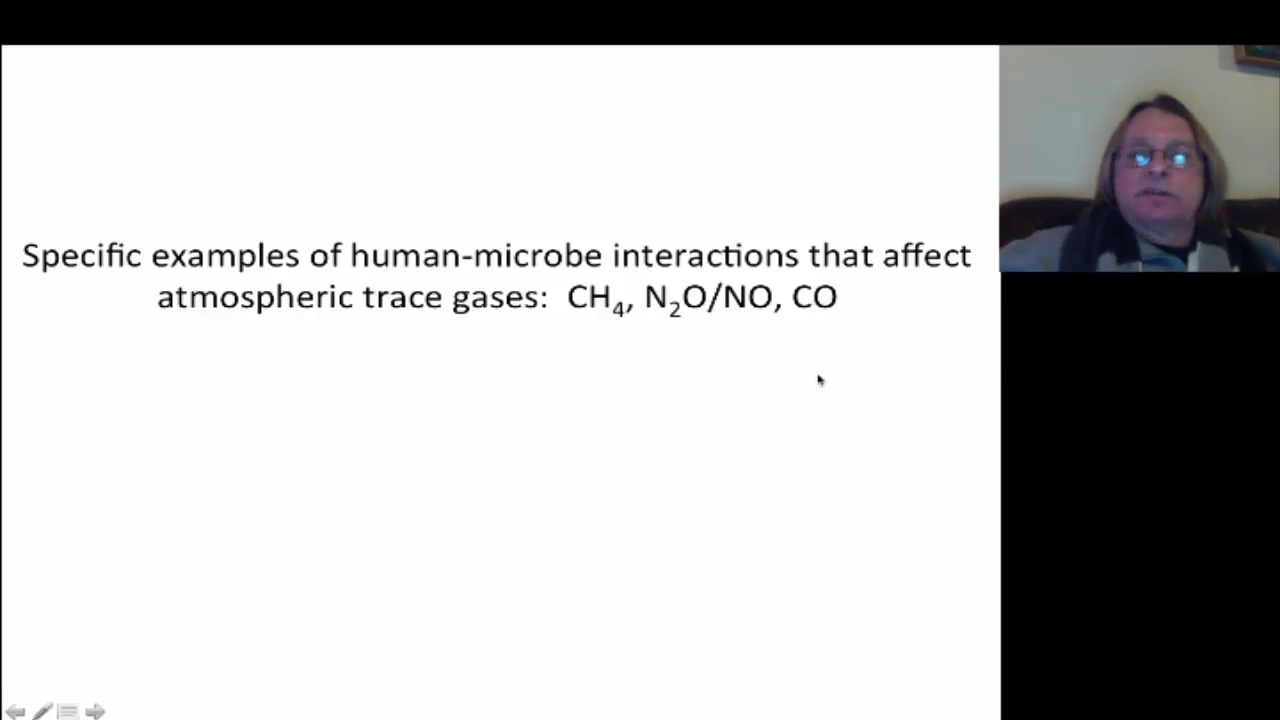 Specific examples of human-microbe interactions that affect
atmospheric trace gases: CH₄, N₂O/NO, CO